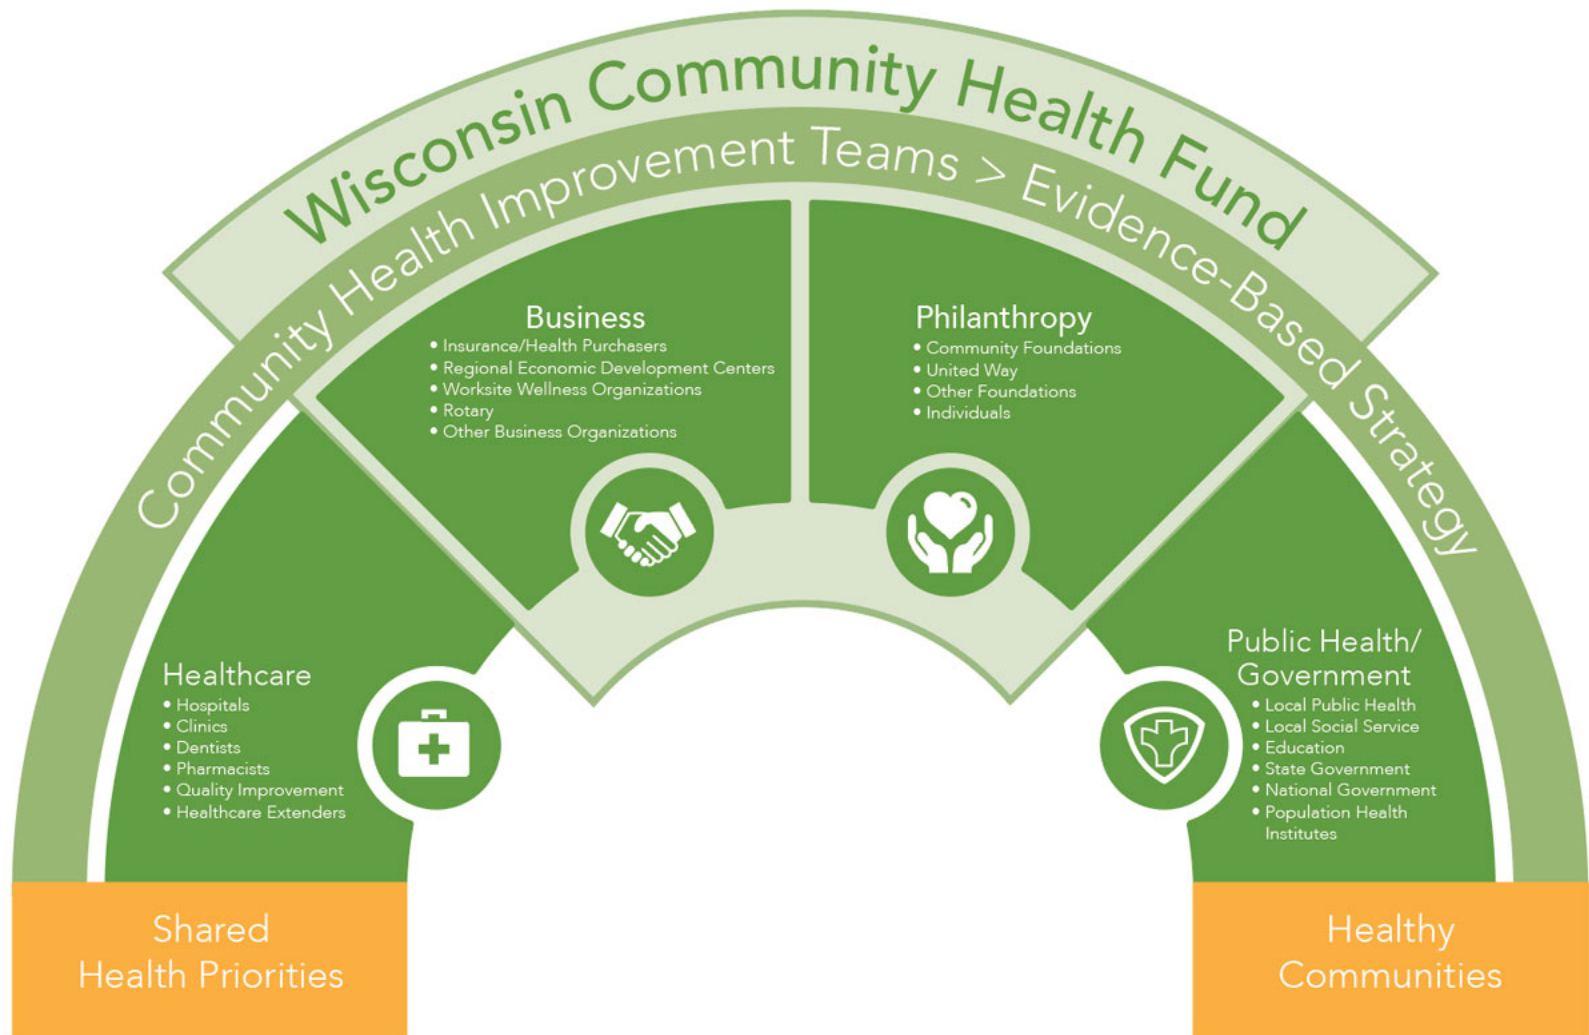 Wisconsin Community Health Fund
Community Health Improvement Teams > Evidence-Based Strategy
Business
• Insurance/Health Purchasers
• Regional Economic Development Centers
• Worksite Wellness Organizations
• Rotary
• Other Business Organizations
Philanthropy
• Community Foundations
• United Way
• Other Foundations
• Individuals
Healthcare
• Hospitals
• Clinics
• Dentists
• Pharmacists
• Quality Improvement
• Healthcare Extenders
Public Health/
Government
• Local Public Health
• Local Social Service
• Education
• State Government
• National Government
• Population Health
Institutes
Shared
Health Priorities
Healthy
Communities